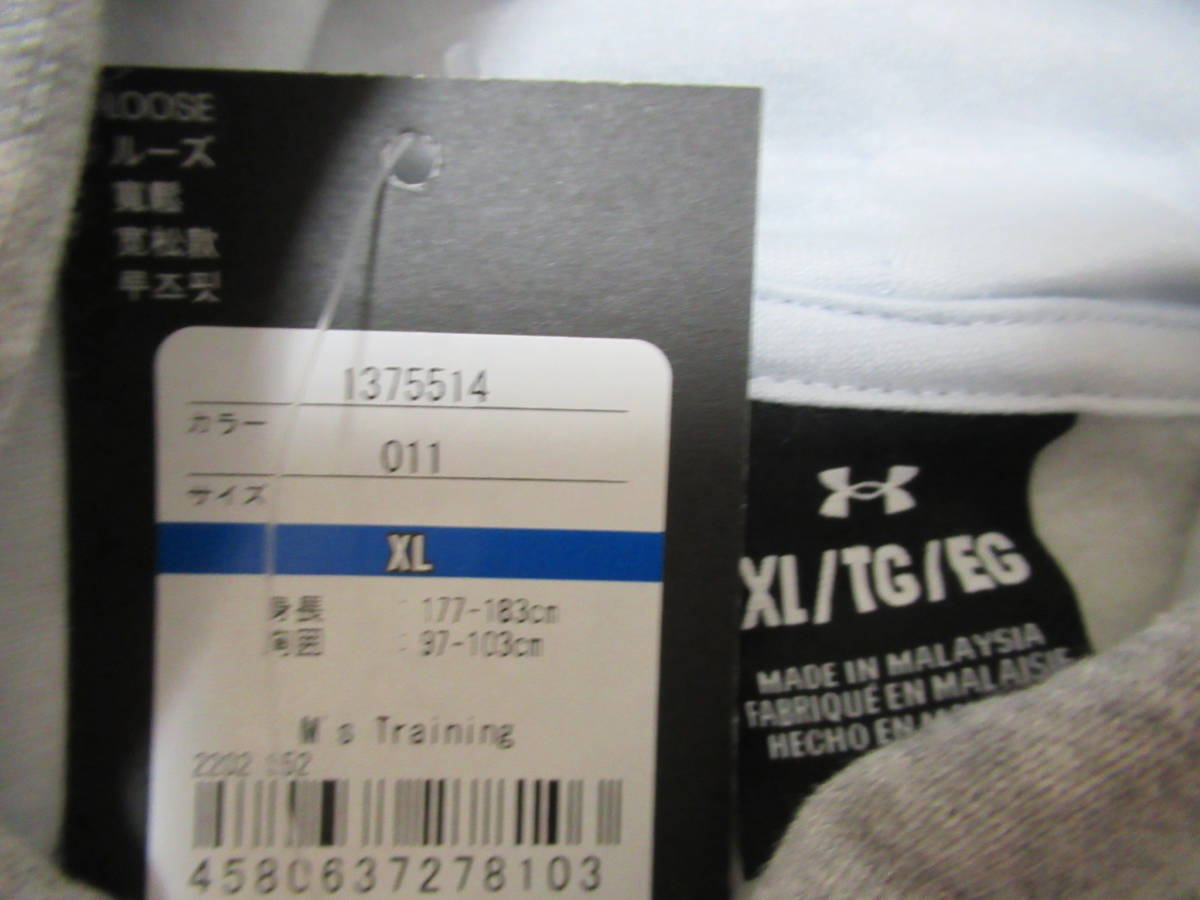 LOOSE
ルーズ
寬鬆
宽松款
루즈핏
1375514
カラー
011
サイズ
XL
身長 : 177-183cm
周囲 : 97-103cm
M's Training
2202 952
4580637278103
XL/TG/EG
MADE IN MALAYSIA
FABRIQUÉ EN MALAISIE
HECHO EN